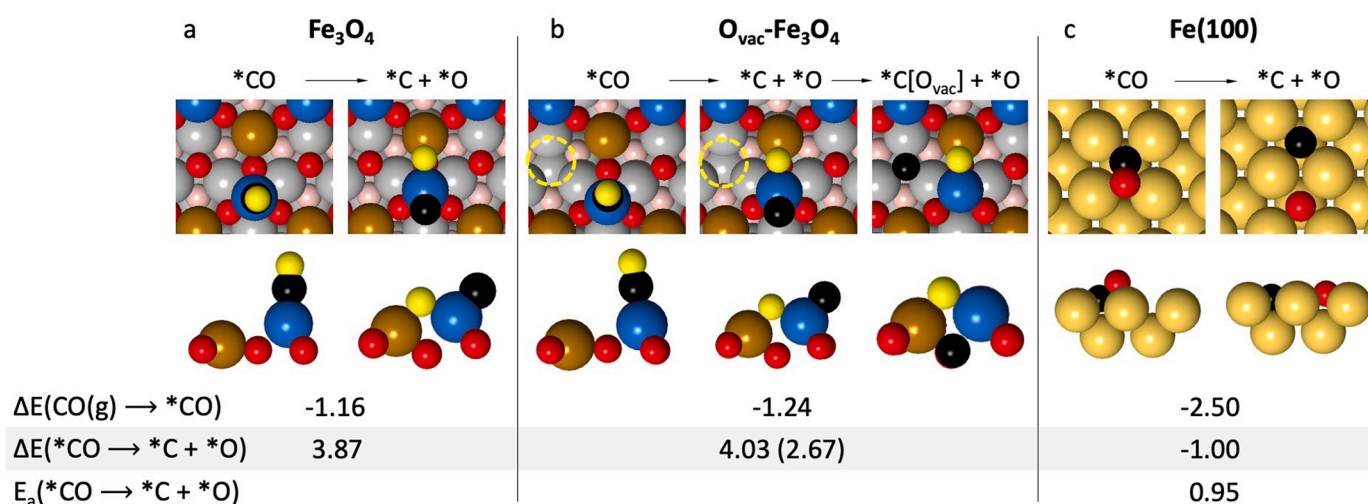 a Fe₃O₄ b Oᵥₐc-Fe₃O₄ c Fe(100)
*CO → *C + *O *CO → *C + *O → *C[Oᵥₐc] + *O *CO → *C + *O
ΔE(CO(g) → *CO) -1.16 -1.24 -2.50
ΔE(*CO → *C + *O) 3.87 4.03 (2.67) -1.00
Eₐ(*CO → *C + *O) 0.95